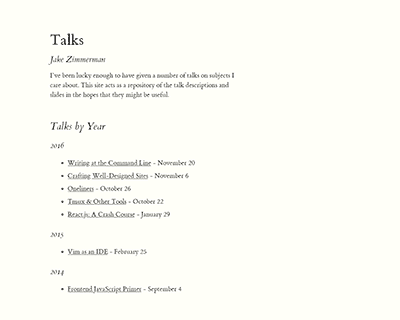 Talks
Jake Zimmerman
I've been lucky enough to have given a number of talks on subjects I
care about. This site acts as a repository of the talk descriptions and
slides in the hopes that they might be useful.
Talks by Year
2016
• Writing at the Command Line - November 20
• Crafting Well-Designed Sites - November 6
• Oneliners - October 26
• Tmux & Other Tools - October 22
• React.js: A Crash Course - January 29
2015
• Vim as an IDE - February 25
2014
• Frontend JavaScript Primer - September 4